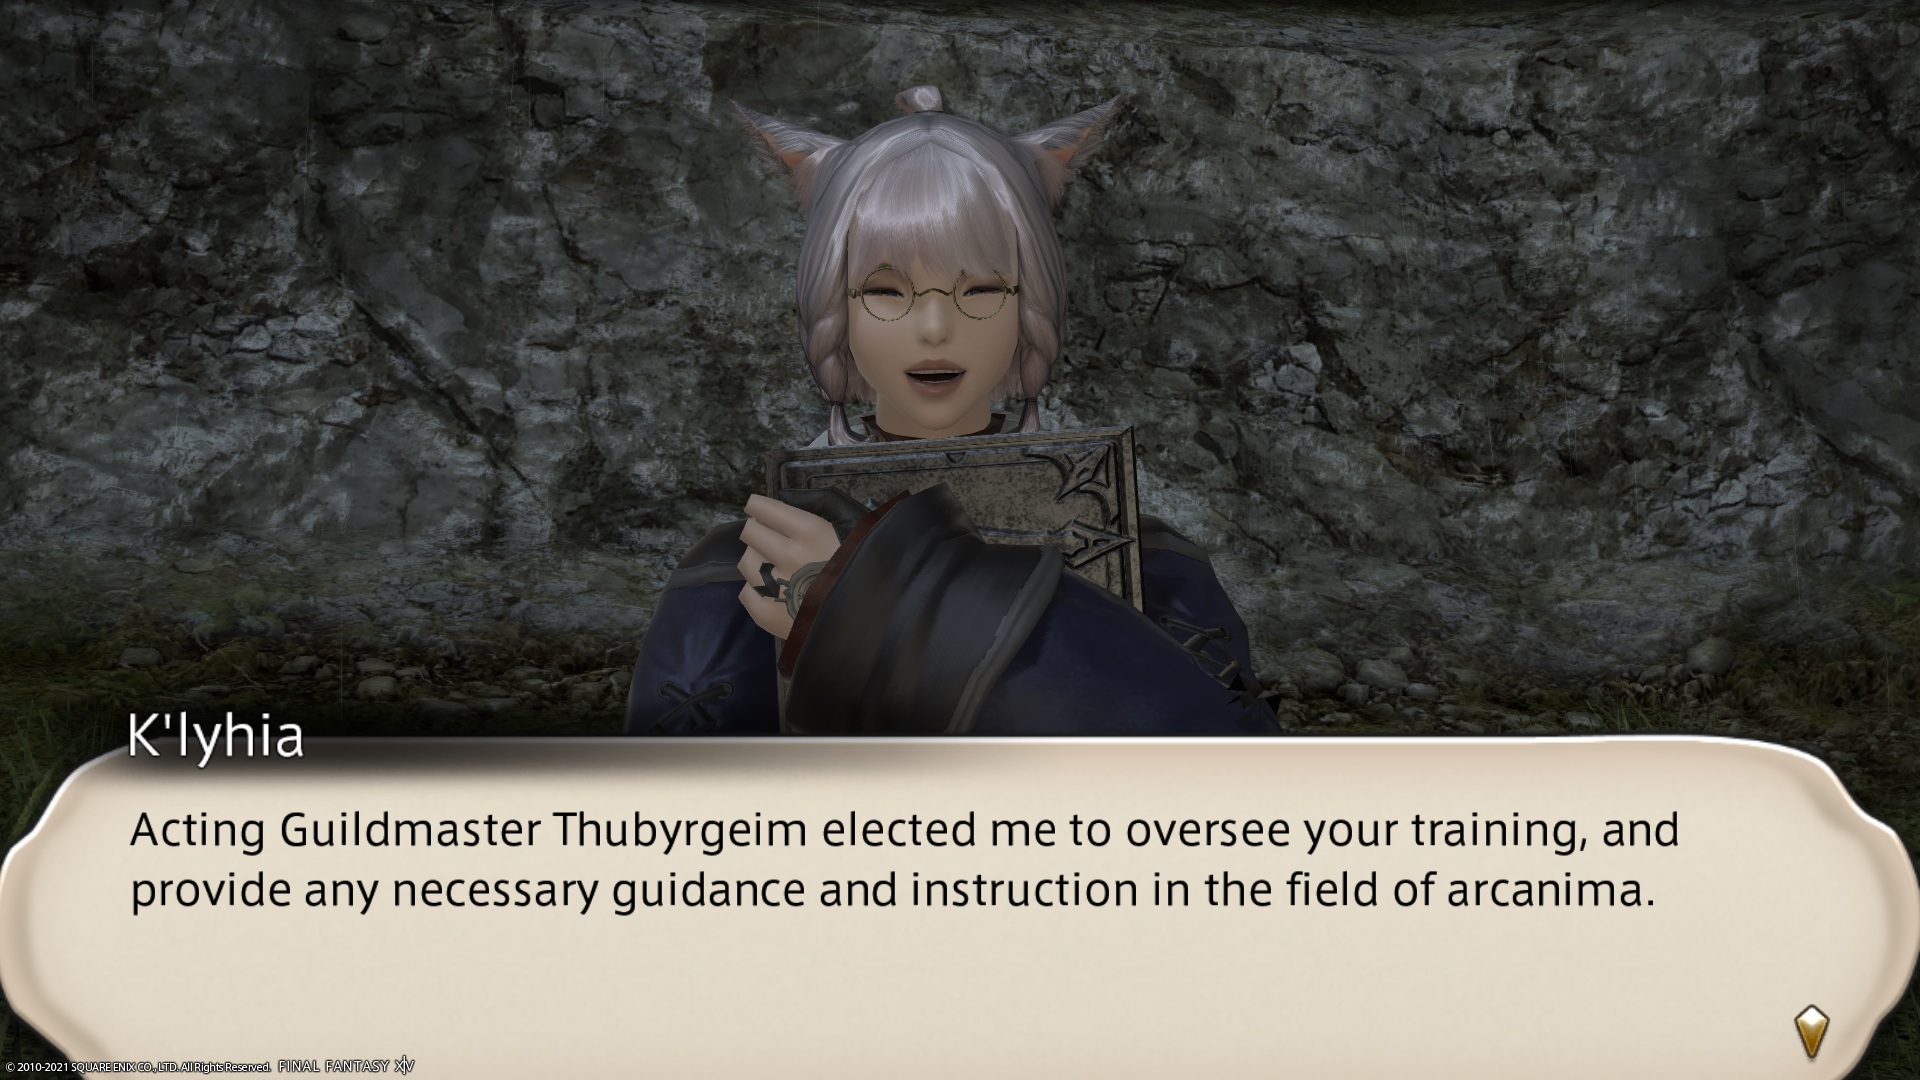 K'lyhia
Acting Guildmaster Thubyrgeim elected me to oversee your training, and
provide any necessary guidance and instruction in the field of arcanima.
© 2010-2021 SQUARE ENIX CO., LTD. All Rights Reserved. FINAL FANTASY XIV